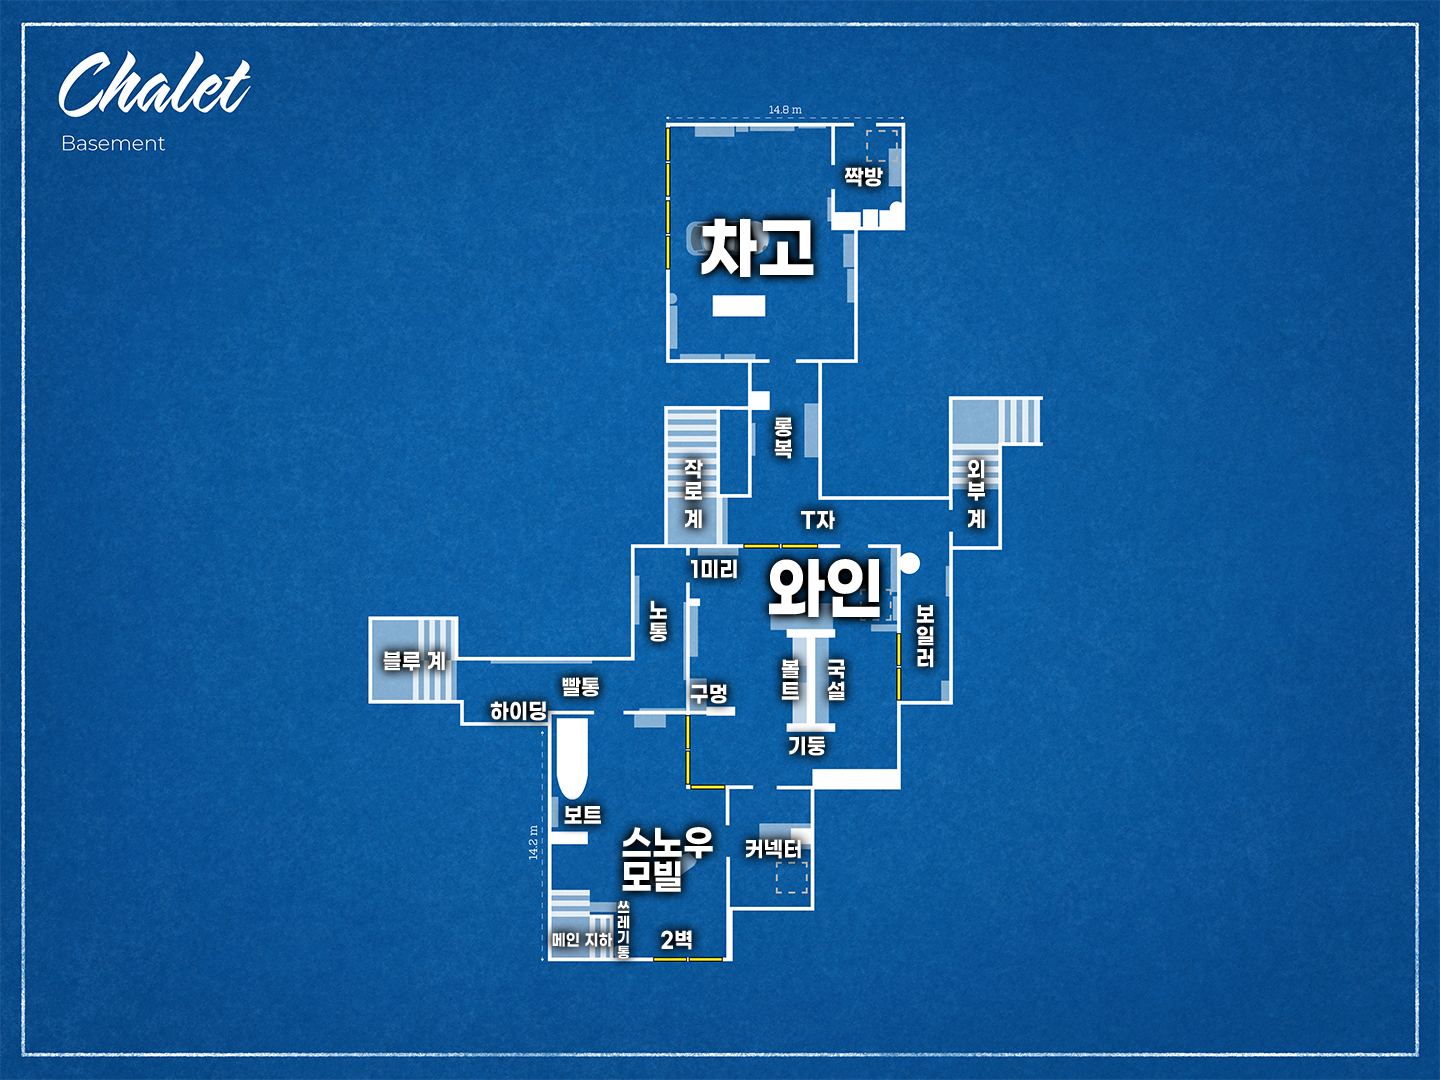 Chalet
Basement
14.8 m
짝방
차고
롱복
작로계
외부계
T자
1미리
와인
노통
보일러
블루 계
빨통
볼트
국설
구멍
하이딩
기둥
보트
14.2 m
스노우
모빌
커넥터
쓰레기통
메인 지하
2벽